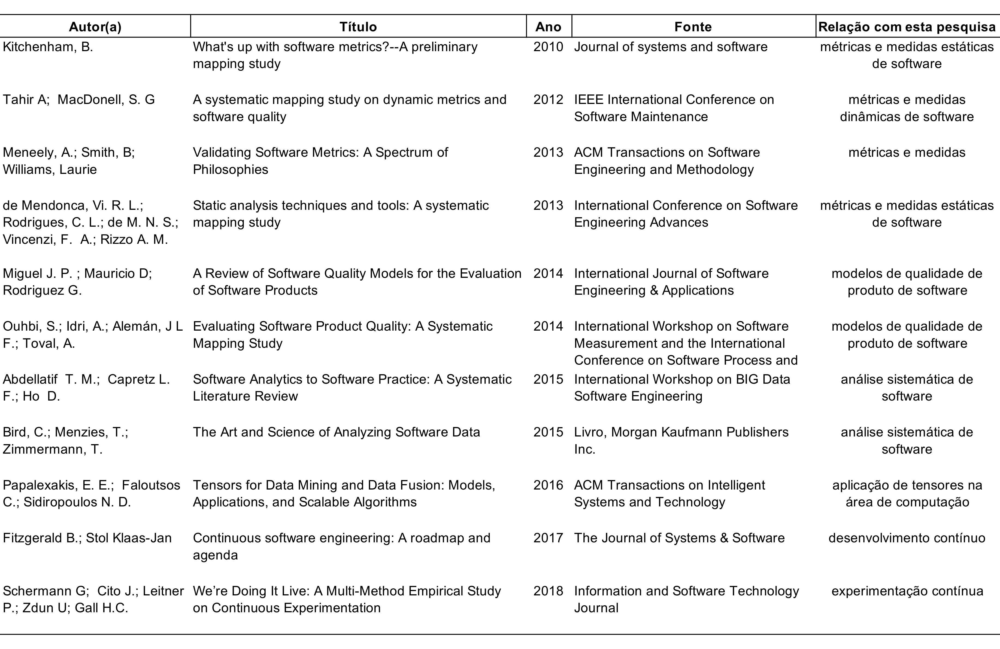 Autor(a) Título Ano Fonte Relação com esta pesquisa
Kitchenham, B. What's up with software metrics?--A preliminary 2010 Journal of systems and software métricas e medidas estáticas
mapping study de software
Tahir A;  MacDonell, S. G A systematic mapping study on dynamic metrics and 2012 IEEE International Conference on métricas e medidas
software quality Software Maintenance dinâmicas de software
Meneely, A.; Smith, B; Validating Software Metrics: A Spectrum of 2013 ACM Transactions on Software métricas e medidas
Williams, Laurie Philosophies Engineering and Methodology
de Mendonca, Vi. R. L.; Static analysis techniques and tools: A systematic 2013 International Conference on Software métricas e medidas estáticas
Rodrigues, C. L.; de M. N. S.; mapping study Engineering Advances de software
Vincenzi, F.  A.; Rizzo A. M.
Miguel J. P. ; Mauricio D; A Review of Software Quality Models for the Evaluation 2014 International Journal of Software modelos de qualidade de
Rodriguez G. of Software Products Engineering & Applications produto de software
Ouhbi, S.; Idri, A.; Alemán, J L Evaluating Software Product Quality: A Systematic 2014 International Workshop on Software modelos de qualidade de
F.; Toval, A. Mapping Study Measurement and the International produto de software
Conference on Software Process and
Abdellatif  T. M.;  Capretz L. Software Analytics to Software Practice: A Systematic 2015 International Workshop on BIG Data análise sistemática de
F.; Ho  D. Literature Review Software Engineering software
Bird, C.; Menzies, T.; The Art and Science of Analyzing Software Data 2015 Livro, Morgan Kaufmann Publishers análise sistemática de
Zimmermann, T. Inc. software
Papalexakis, E. E.;  Faloutsos Tensors for Data Mining and Data Fusion: Models, 2016 ACM Transactions on Intelligent aplicação de tensores na
C.; Sidiropoulos N. D. Applications, and Scalable Algorithms Systems and Technology área de computação
Fitzgerald B.; Stol Klaas-Jan Continuous software engineering: A roadmap and 2017 The Journal of Systems & Software desenvolvimento contínuo
agenda
Schermann G;  Cito J.; Leitner We’re Doing It Live: A Multi-Method Empirical Study 2018 Information and Software Technology experimentação contínua
P.; Zdun U; Gall H.C. on Continuous Experimentation Journal